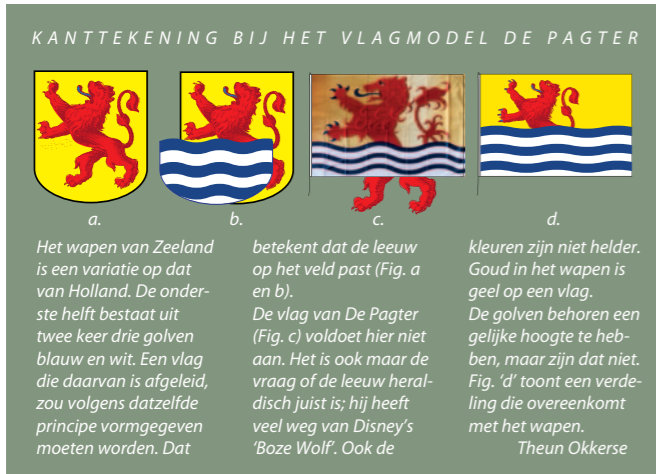 KANTTEKENING BIJ HET VLAGMODEL DE PAGTER
a.
b.
c.
d.
Het wapen van Zeeland
is een variatie op dat
van Holland. De onder-
ste helft bestaat uit
twee keer drie golven
blauw en wit. Een vlag
die daarvan is afgeleid,
zou volgens datzelfde
principe vormgegeven
moeten worden. Dat
betekent dat de leeuw
op het veld past (Fig. a
en b).
De vlag van De Pagter
(Fig. c) voldoet hier niet
aan. Het is ook maar de
vraag of de leeuw heral-
disch juist is; hij heeft
veel weg van Disney’s
‘Boze Wolf’. Ook de
kleuren zijn niet helder.
Goud in het wapen is
geel op een vlag.
De golven behoren een
gelijke hoogte te heb-
ben, maar zijn dat niet.
Fig. ‘d’ toont een verde-
ling die overeenkomt
met het wapen.
Theun Okkerse